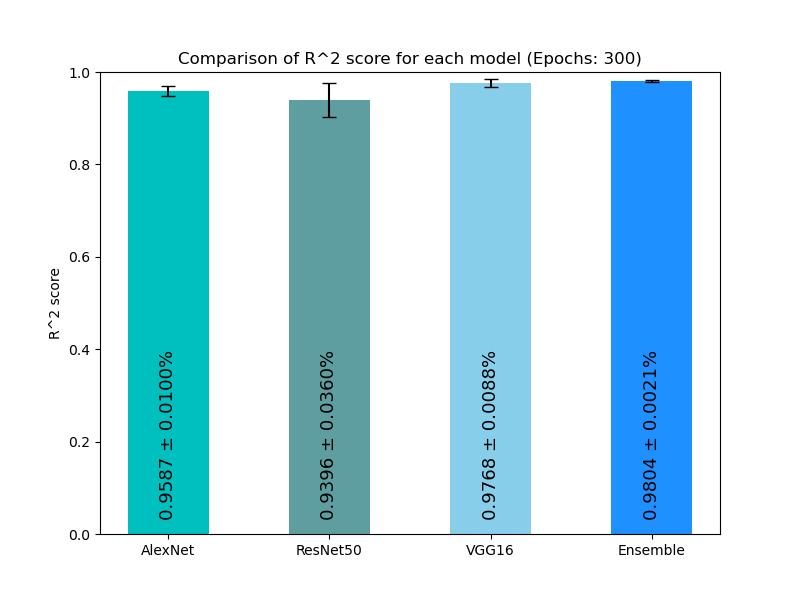 Comparison of R^2 score for each model (Epochs: 300)
R^2 score
1.0
0.8
0.6
0.4
0.2
0.0
0.9587 ± 0.0100%
0.9396 ± 0.0360%
0.9768 ± 0.0088%
0.9804 ± 0.0021%
AlexNet
ResNet50
VGG16
Ensemble